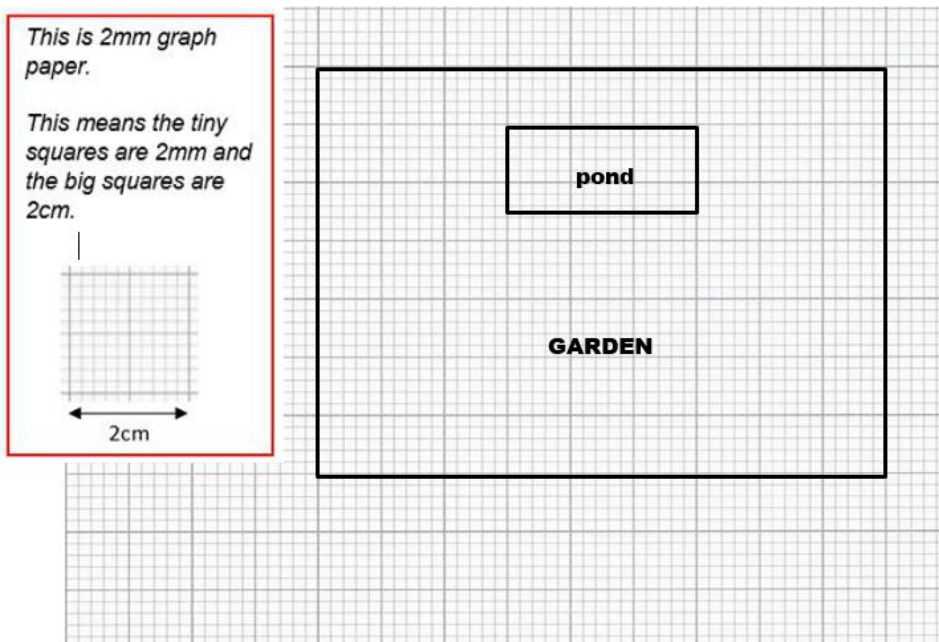 This is 2mm graph
paper.
This means the tiny
squares are 2mm and
the big squares are
2cm.
2cm
pond
GARDEN